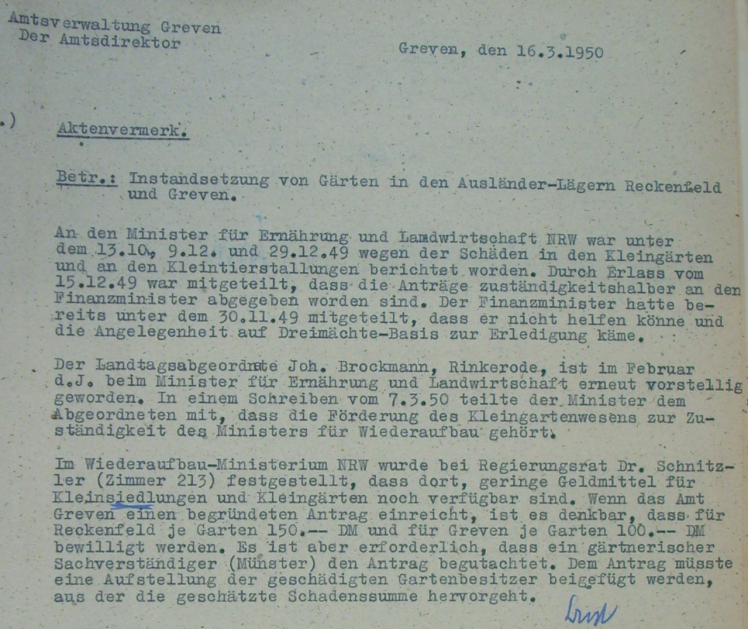 Amtsverwaltung Greven
Der Amtsdirektor
Greven, den 16.3.1950
.)
Aktenvermerk.
Betr.: Instandsetzung von Gärten in den Ausländer-Lägern Reckenfeld
und Greven.
An den Minister für Ernährung und Landwirtschaft NRW war unter
dem 13.10., 9.12. und 29.12.49 wegen der Schäden in den Kleingärten
und an den Kleintierstallungen berichtet worden. Durch Erlass vom
15.12.49 war mitgeteilt, dass die Anträge zuständigkeitshalber an den
Finanzminister abgegeben worden sind. Der Finanzminister hatte be-
reits unter dem 30.11.49 mitgeteilt, dass er nicht helfen könne und
die Angelegenheit auf Dreimächte-Basis zur Erledigung käme.
Der Landtagsabgeordnete Joh. Brockmann, Rinkerode, ist im Februar
d.J. beim Minister für Ernährung und Landwirtschaft erneut vorstellig
geworden. In einem Schreiben vom 7.3.50 teilte der Minister dem
Abgeordneten mit, dass die Förderung des Kleingartenwesens zur Zu-
ständigkeit des Ministers für Wiederaufbau gehört.
Im Wiederaufbau-Ministerium NRW wurde bei Regierungsrat Dr. Schnitz-
ler (Zimmer 213) festgestellt, dass dort, geringe Geldmittel für
Kleinsiedlungen und Kleingärten noch verfügbar sind. Wenn das Amt
Greven einen begründeten Antrag einreicht, ist es denkbar, dass für
Reckenfeld je Garten 150.-- DM und für Greven je Garten 100.-- DM
bewilligt werden. Es ist aber erforderlich, dass ein gärtnerischer
Sachverständiger (Münster) den Antrag begutachtet. Dem Antrag müsste
eine Aufstellung der geschädigten Gartenbesitzer beigefügt werden,
aus der die geschätzte Schadenssumme hervorgeht.